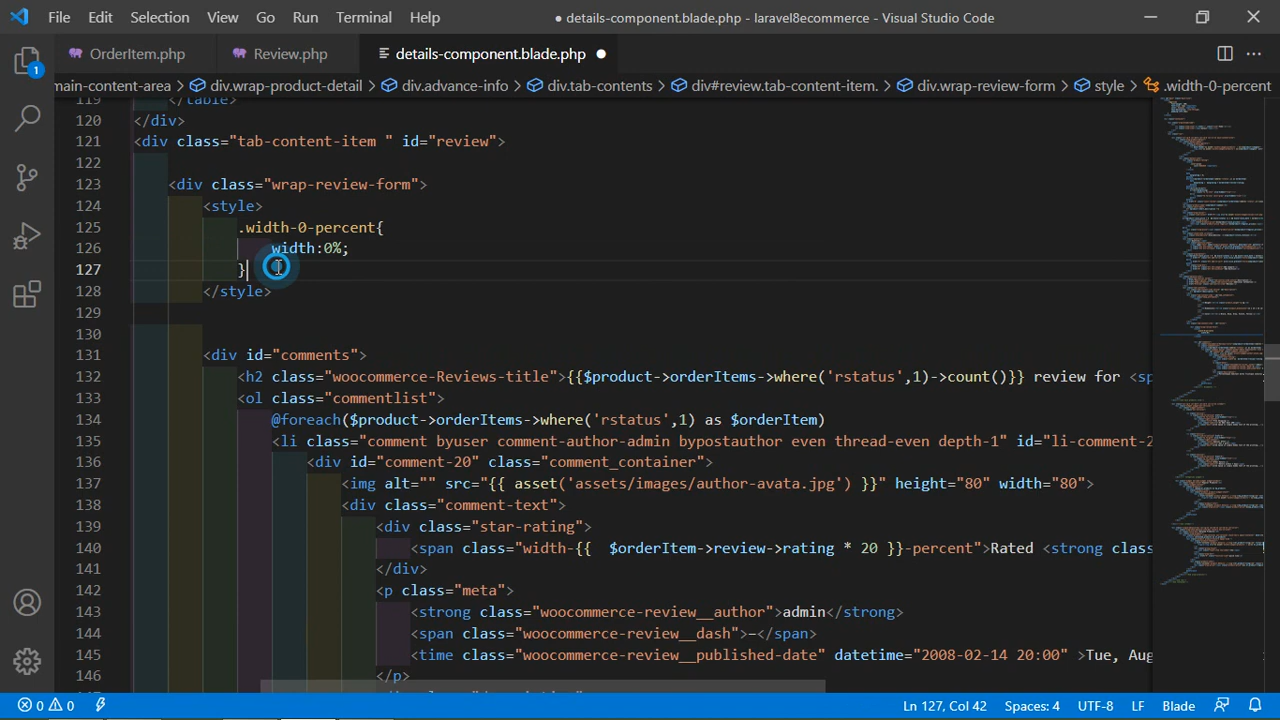 File Edit Selection View Go Run Terminal Help ● details-component.blade.php - laravel8ecommerce - Visual Studio Code
OrderItem.php Review.php details-component.blade.php
main-content-area > div.wrap-product-detail > div.advance-info > div.tab-contents > div#review.tab-content-item. > div.wrap-review-form > style > .width-0-percent
1
119 </table>
120 </div>
121 <div class="tab-content-item " id="review">
122
123 <div class="wrap-review-form">
124 <style>
125 .width-0-percent{
126 width:0%;
127 }
128 </style>
129
130
131 <div id="comments">
132 <h2 class="woocommerce-Reviews-title">{{$product->orderItems->where('rstatus',1)->count()}} review for <sp
133 <ol class="commentlist">
134 @foreach($product->orderItems->where('rstatus',1) as $orderItem)
135 <li class="comment byuser comment-author-admin bypostauthor even thread-even depth-1" id="li-comment-2
136 <div id="comment-20" class="comment_container">
137 <img alt="" src="{{ asset('assets/images/author-avata.jpg') }}" height="80" width="80">
138 <div class="comment-text">
139 <div class="star-rating">
140 <span class="width-{{  $orderItem->review->rating * 20 }}-percent">Rated <strong clas
141 </div>
142 <p class="meta">
143 <strong class="woocommerce-review__author">admin</strong>
144 <span class="woocommerce-review__dash">–</span>
145 <time class="woocommerce-review__published-date" datetime="2008-02-14 20:00" >Tue, Aug
146 </p>
0 0 Ln 127, Col 42 Spaces: 4 UTF-8 LF Blade